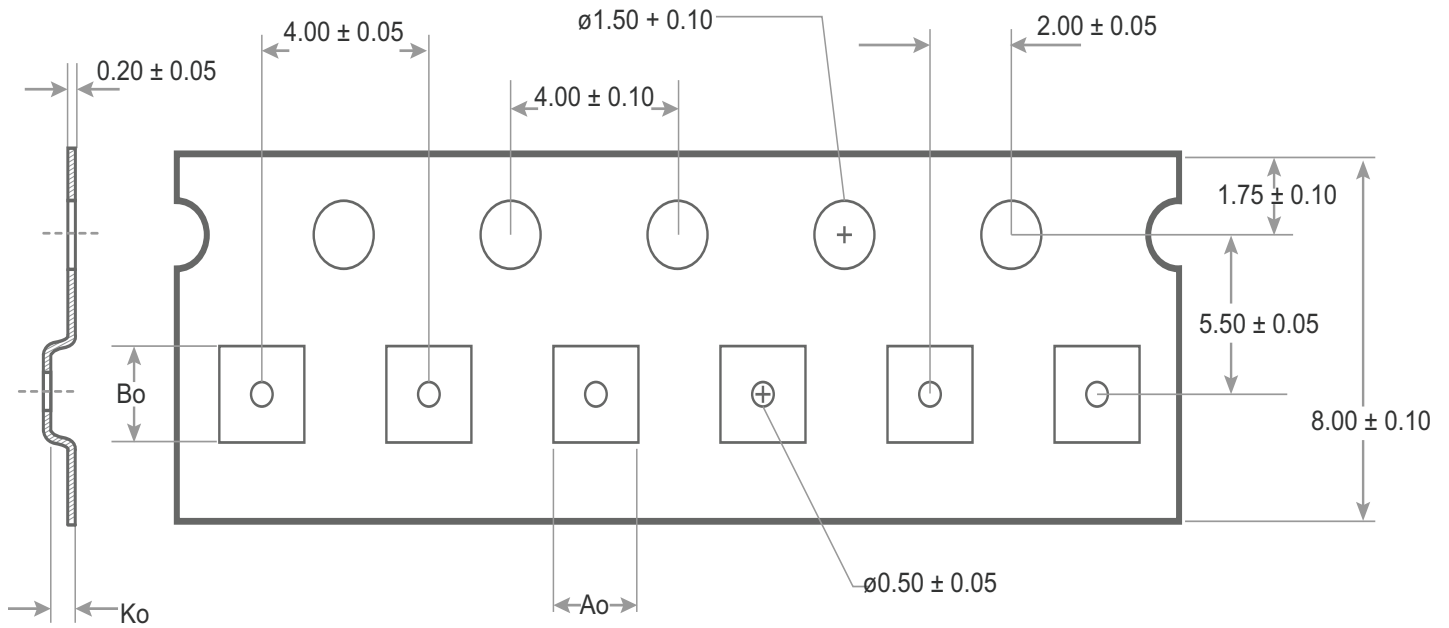 4.00 ± 0.05
ø1.50 + 0.10
2.00 ± 0.05
0.20 ± 0.05
4.00 ± 0.10
1.75 ± 0.10
5.50 ± 0.05
Bo
8.00 ± 0.10
ø0.50 ± 0.05
Ko
Ao